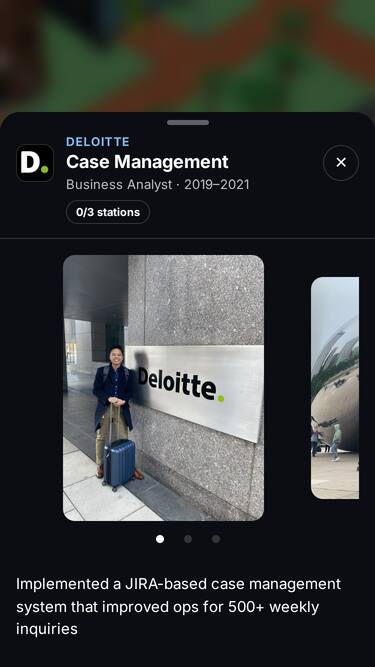 D.
DELOITTE
Case Management
Business Analyst · 2019–2021
0/3 stations
Deloitte.
Implemented a JIRA-based case management
system that improved ops for 500+ weekly
inquiries